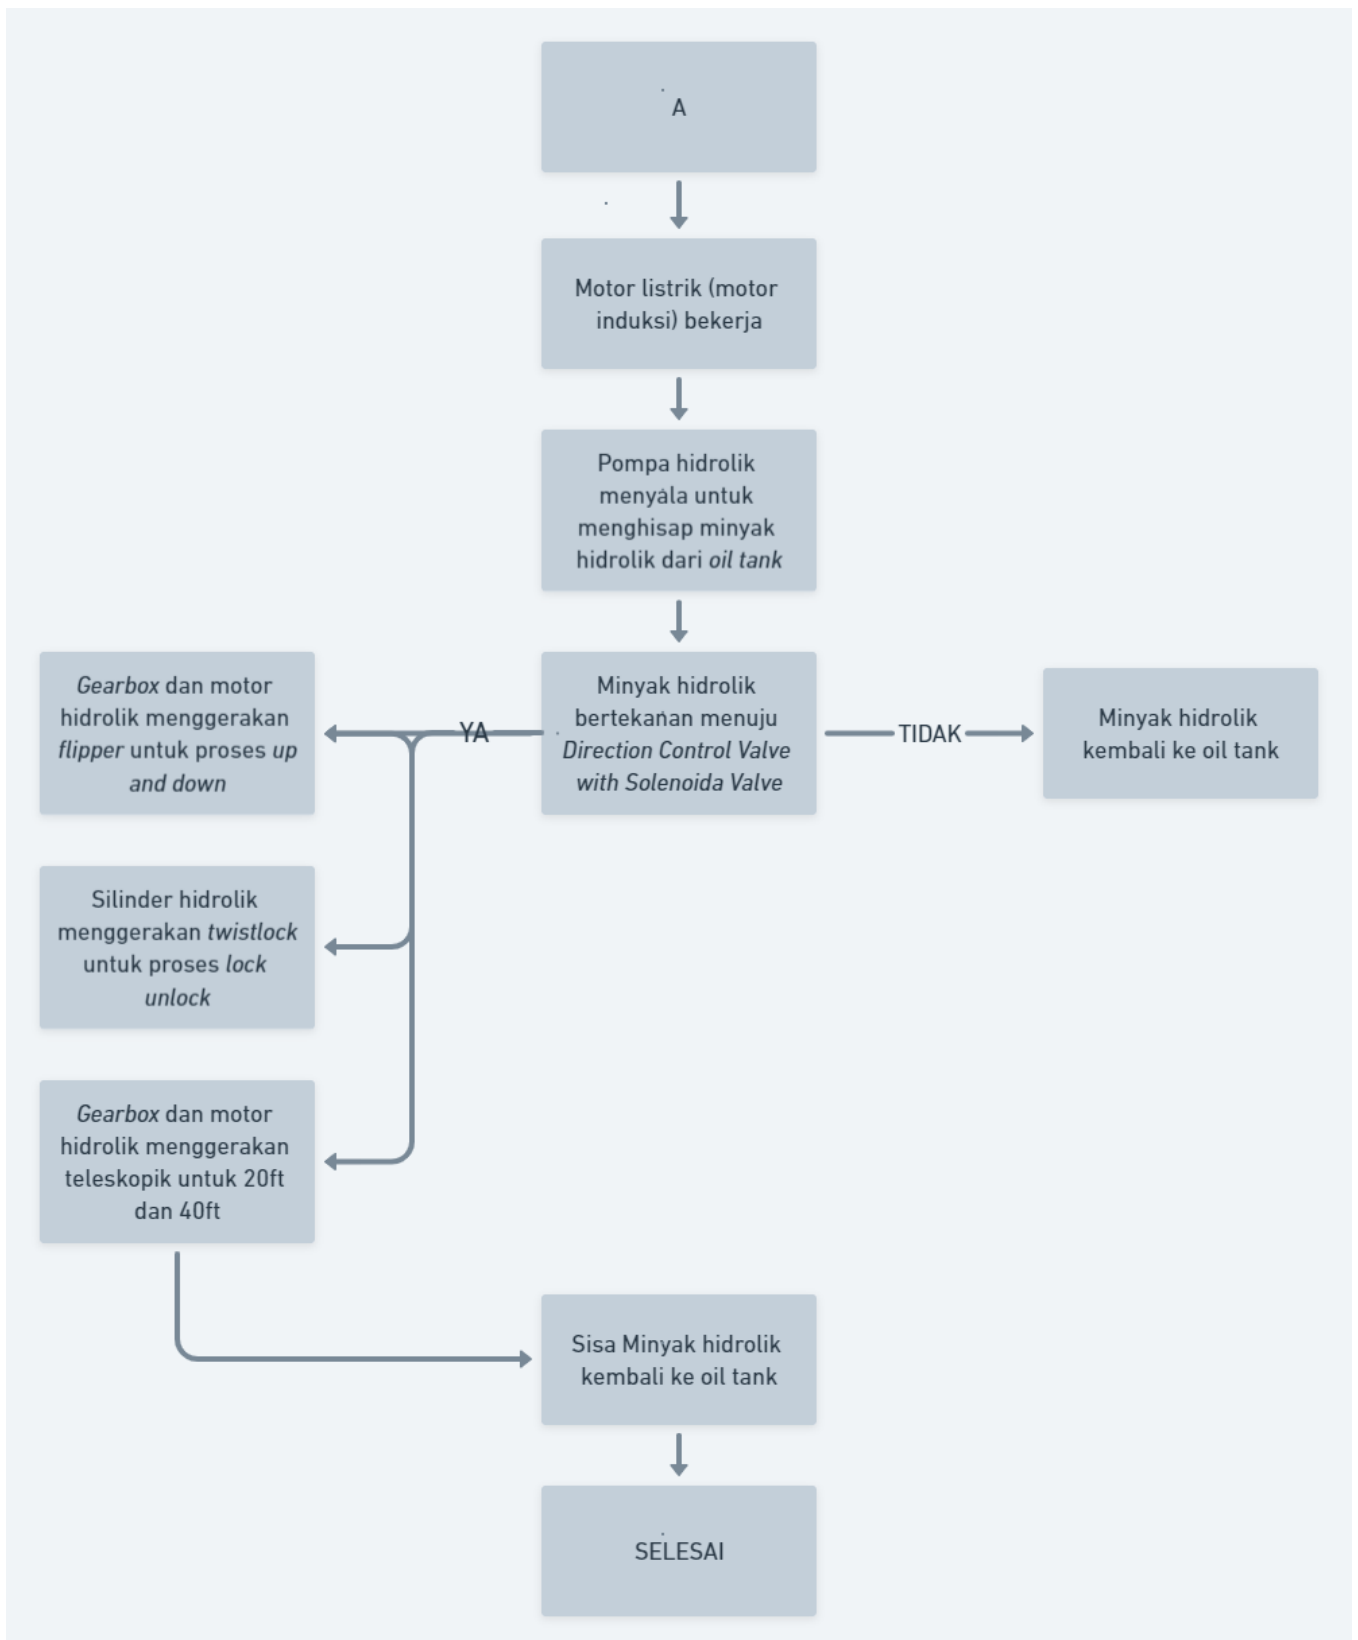 A
Motor listrik (motor
induksi) bekerja
Pompa hidrolik
menyala untuk
menghisap minyak
hidrolik dari oil tank
Minyak hidrolik
bertekanan menuju
Direction Control Valve
with Solenoida Valve
YA
TIDAK
Gearbox dan motor
hidrolik menggerakan
flipper untuk proses up
and down
Minyak hidrolik
kembali ke oil tank
Silinder hidrolik
menggerakan twistlock
untuk proses lock
unlock
Gearbox dan motor
hidrolik menggerakan
teleskopik untuk 20ft
dan 40ft
Sisa Minyak hidrolik
kembali ke oil tank
SELESAI